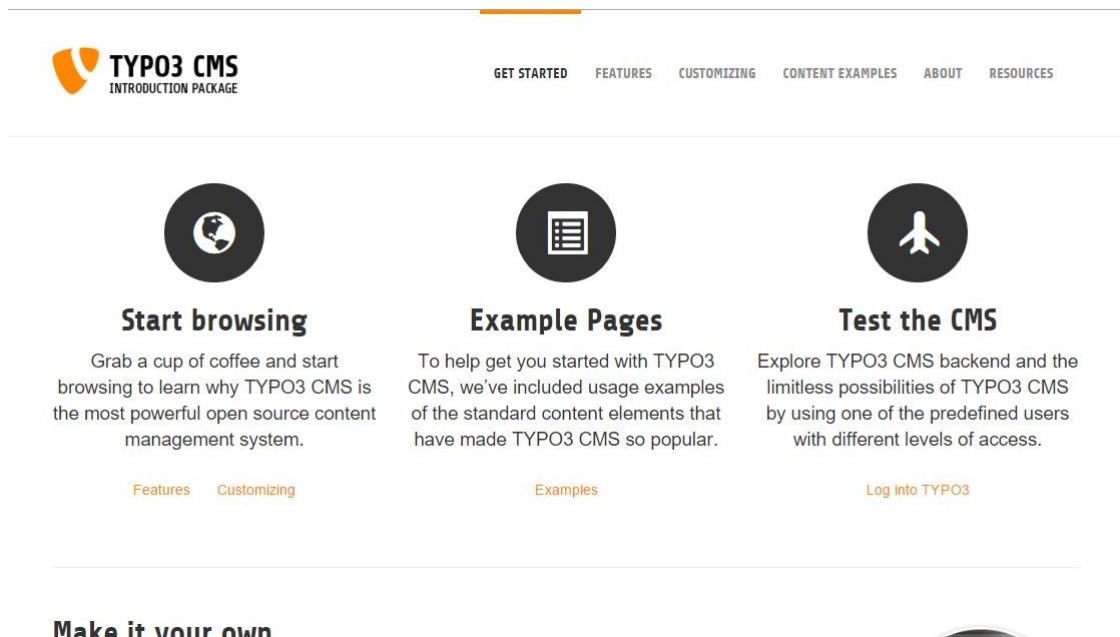 TYPO3 CMS
INTRODUCTION PACKAGE
GET STARTED FEATURES CUSTOMIZING CONTENT EXAMPLES ABOUT RESOURCES
Start browsing
Grab a cup of coffee and start
browsing to learn why TYPO3 CMS is
the most powerful open source content
management system.
Features Customizing
Example Pages
To help get you started with TYPO3
CMS, we’ve included usage examples
of the standard content elements that
have made TYPO3 CMS so popular.
Examples
Test the CMS
Explore TYPO3 CMS backend and the
limitless possibilities of TYPO3 CMS
by using one of the predefined users
with different levels of access.
Log into TYPO3
Make it your own